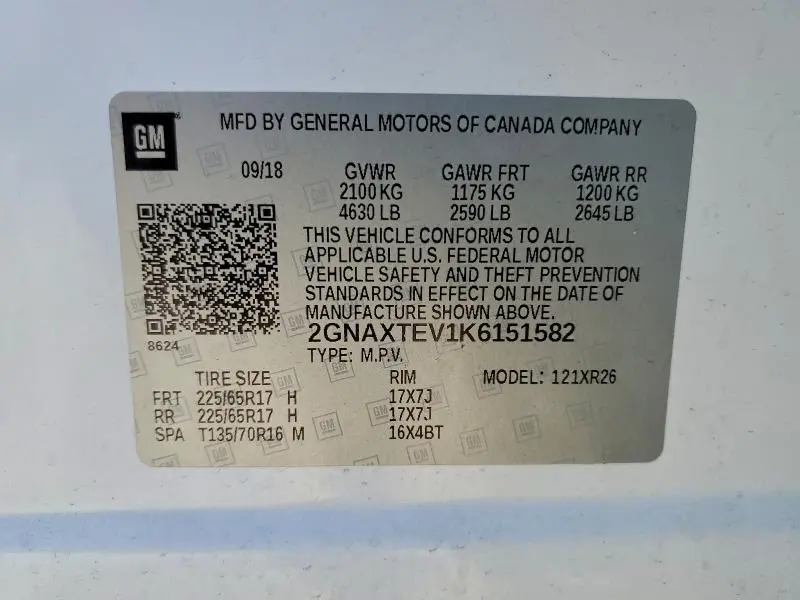 GM
MFD BY GENERAL MOTORS OF CANADA COMPANY
09/18 GVWR GAWR FRT GAWR RR
2100 KG 1175 KG 1200 KG
4630 LB 2590 LB 2645 LB
THIS VEHICLE CONFORMS TO ALL
APPLICABLE U.S. FEDERAL MOTOR
VEHICLE SAFETY AND THEFT PREVENTION
STANDARDS IN EFFECT ON THE DATE OF
MANUFACTURE SHOWN ABOVE.
8624
2GNAXTEV1K6151582
TYPE: M.P.V.
TIRE SIZE RIM MODEL: 121XR26
FRT 225/65R17 H 17X7J
RR 225/65R17 H 17X7J
SPA T135/70R16 M 16X4BT